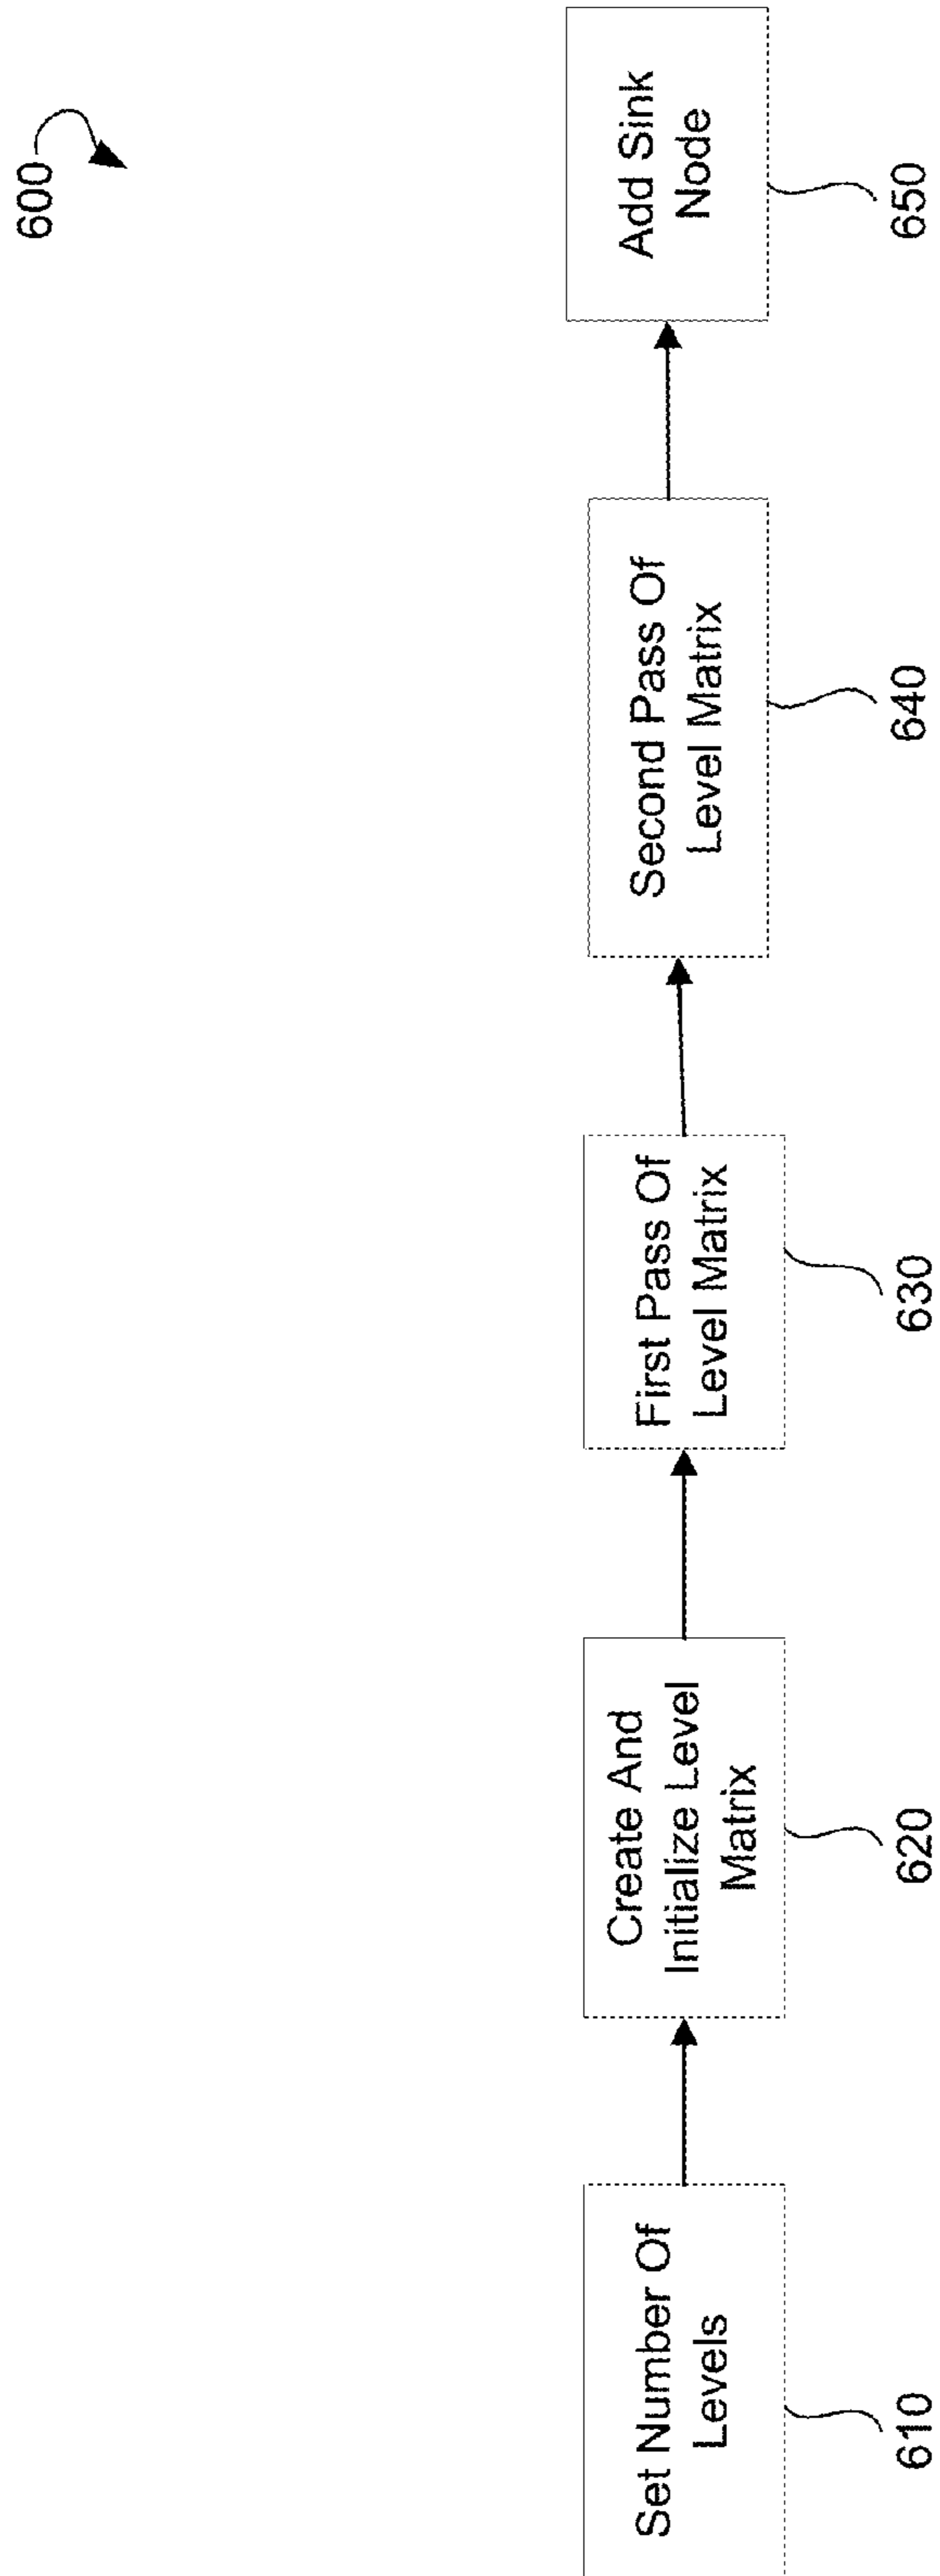 600
Set Number Of
Levels
610
Create And
Initialize Level
Matrix
620
First Pass Of
Level Matrix
630
Second Pass Of
Level Matrix
640
Add Sink
Node
650